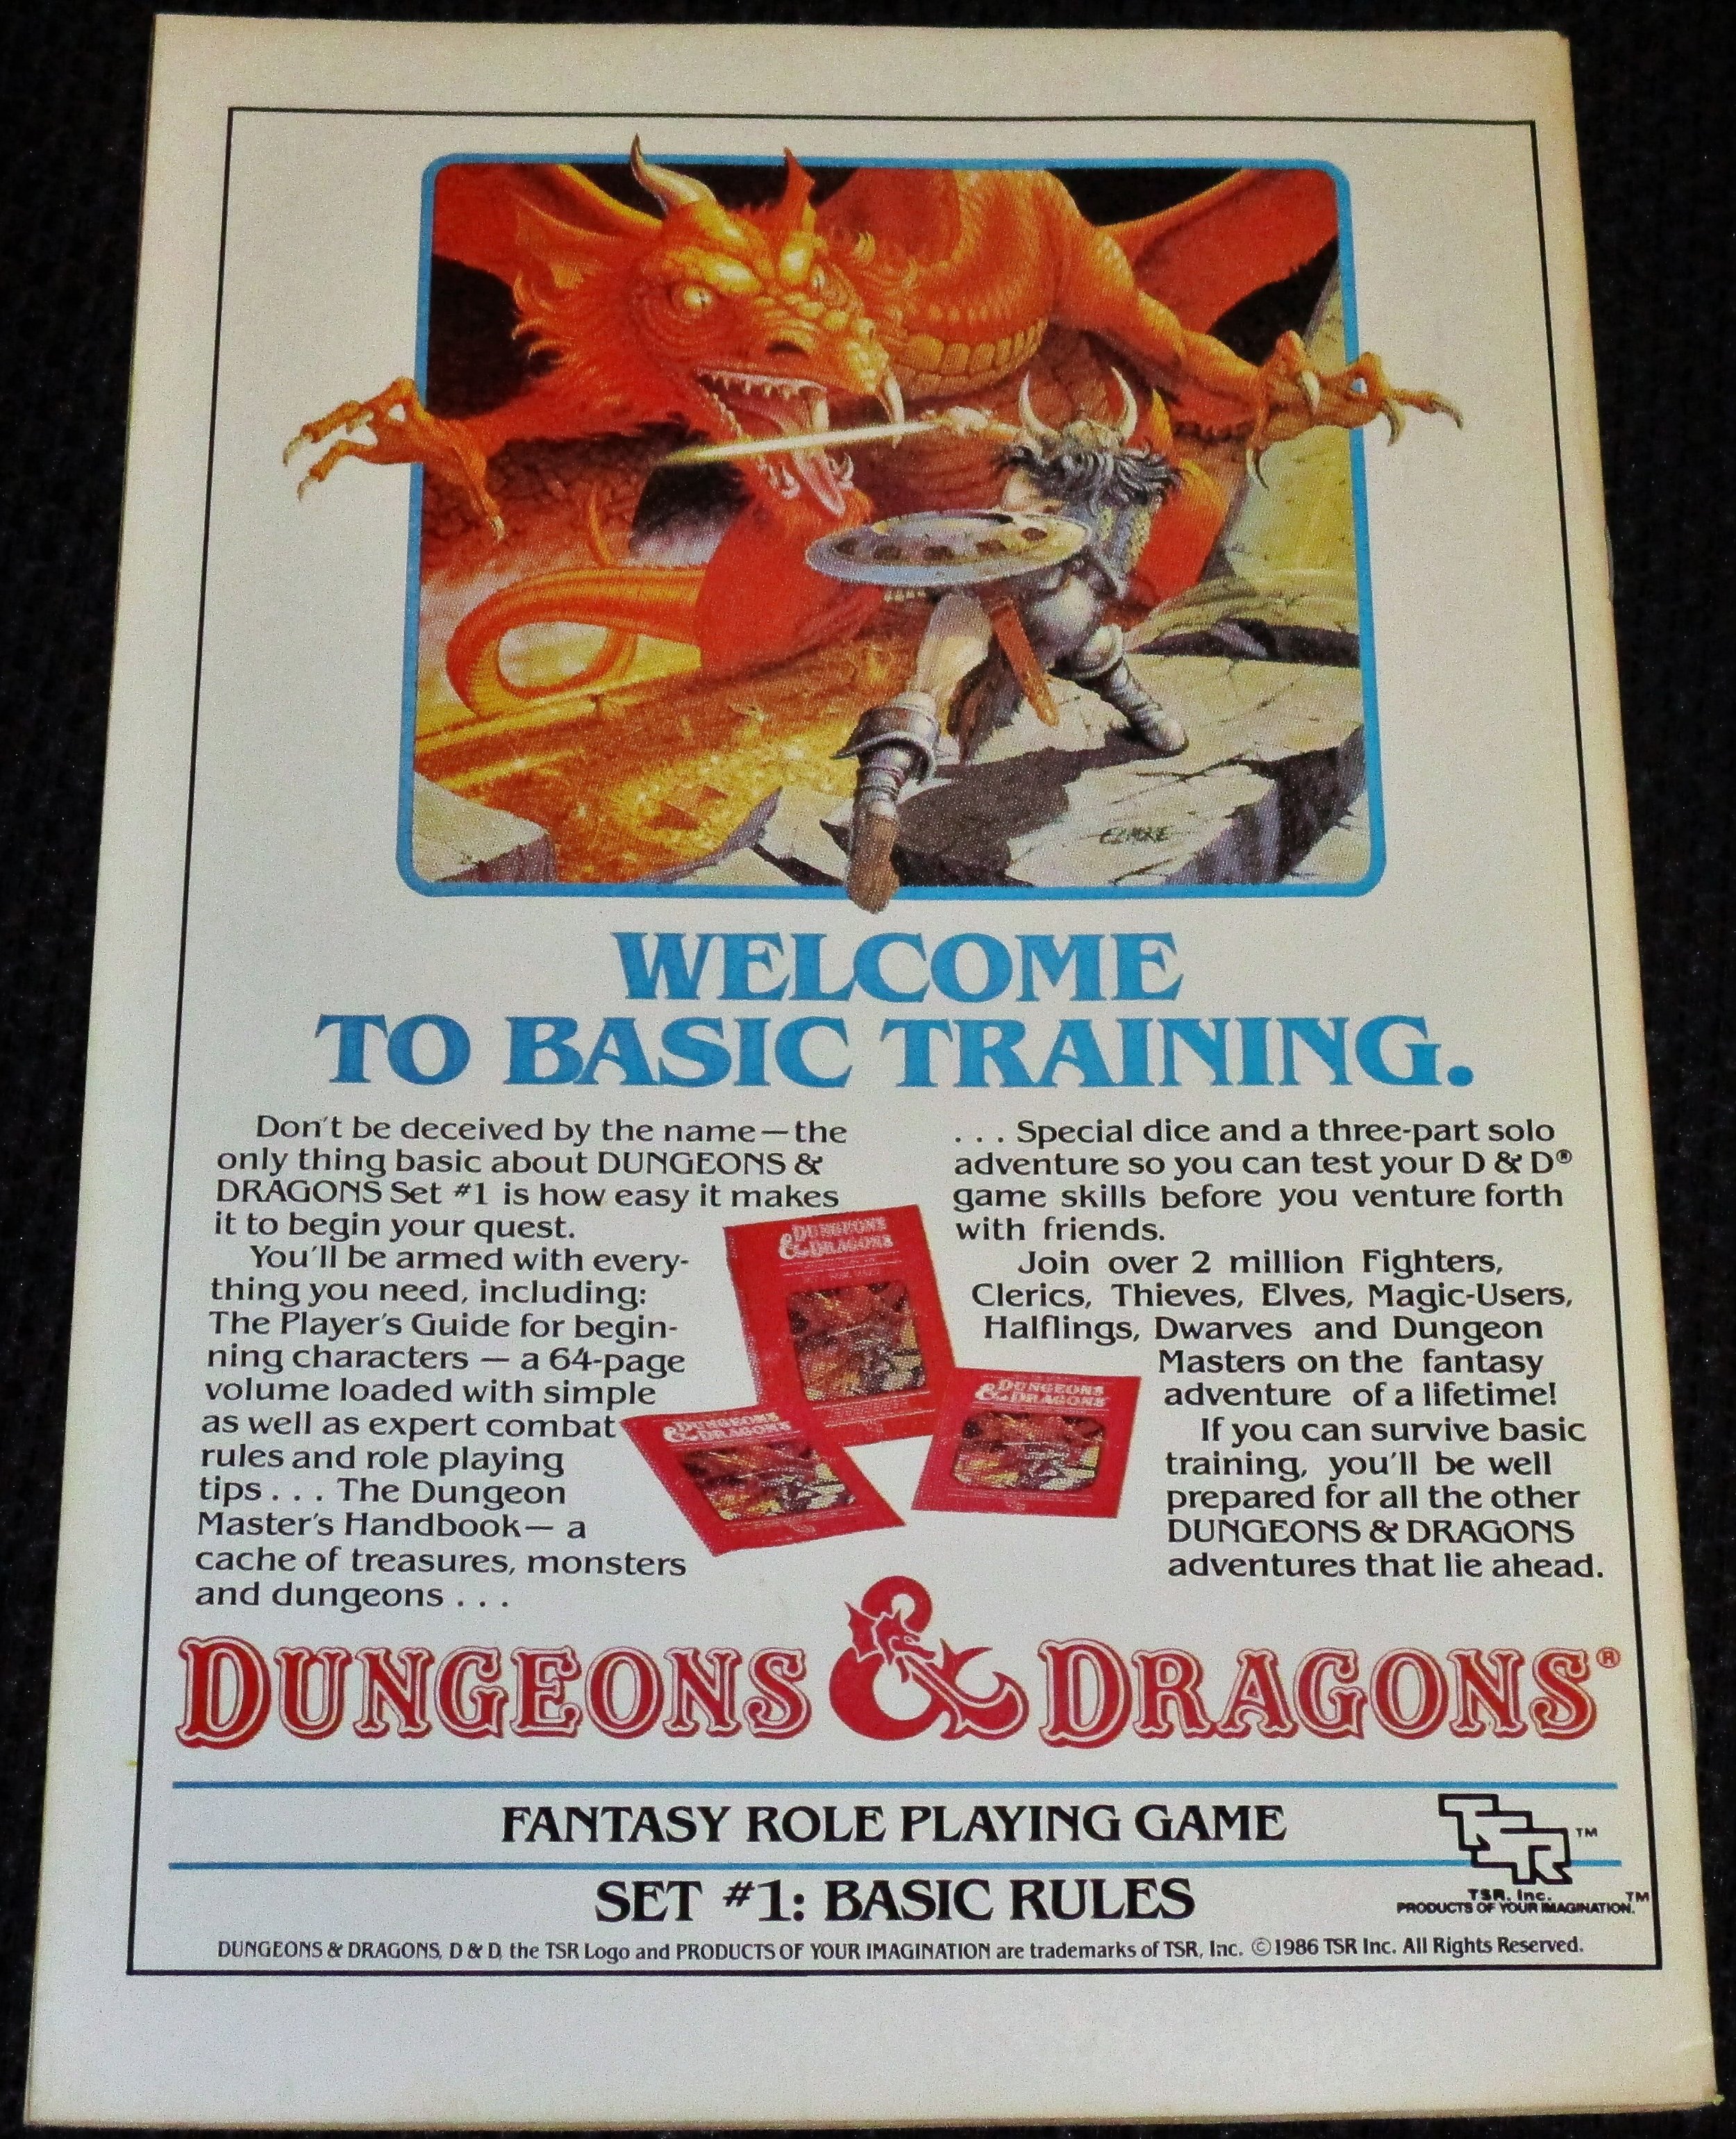 ELMORE
WELCOME
TO BASIC TRAINING.
Don't be deceived by the name—the
only thing basic about DUNGEONS &
DRAGONS Set #1 is how easy it makes
it to begin your quest.
You'll be armed with every-
thing you need, including:
The Player's Guide for begin-
ning characters — a 64-page
volume loaded with simple
as well as expert combat
rules and role playing
tips . . . The Dungeon
Master's Handbook— a
cache of treasures, monsters
and dungeons . . .
. . . Special dice and a three-part solo
adventure so you can test your D & D®
game skills before you venture forth
with friends.
Join over 2 million Fighters,
Clerics, Thieves, Elves, Magic-Users,
Halflings, Dwarves and Dungeon
Masters on the fantasy
adventure of a lifetime!
If you can survive basic
training, you'll be well
prepared for all the other
DUNGEONS & DRAGONS
adventures that lie ahead.
DUNGEONS
& DRAGONS
DUNGEONS
& DRAGONS
DUNGEONS
& DRAGONS
DUNGEONS & DRAGONS®
FANTASY ROLE PLAYING GAME
SET #1: BASIC RULES
TSR ™
TSR, Inc.
PRODUCTS OF YOUR IMAGINATION.™
DUNGEONS & DRAGONS, D & D, the TSR Logo and PRODUCTS OF YOUR IMAGINATION are trademarks of TSR, Inc. ©1986 TSR Inc. All Rights Reserved.